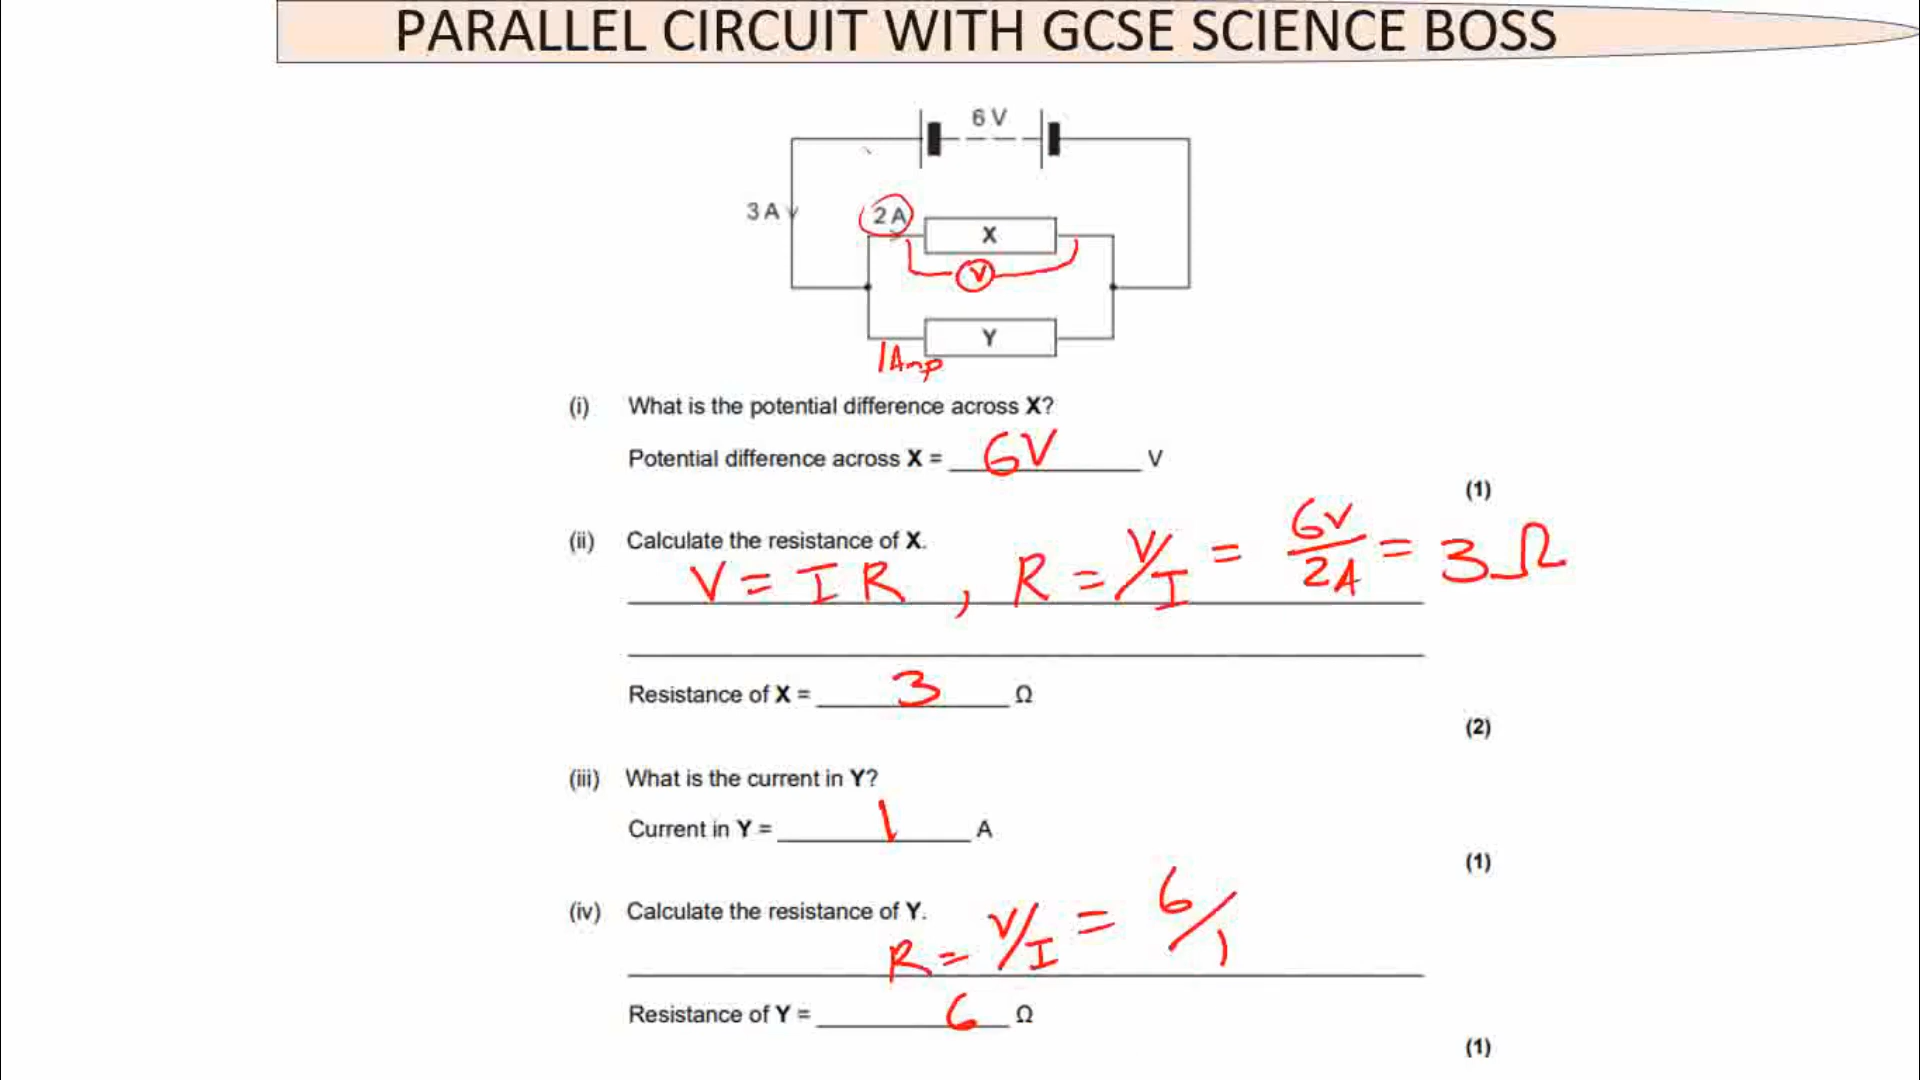 PARALLEL CIRCUIT WITH GCSE SCIENCE BOSS
6 V
3 A
2 A
X
V
Y
1Amp
(i) What is the potential difference across X?
Potential difference across X = 6V V
(1)
(ii) Calculate the resistance of X.
V = I R , R = V/I = 6V/2A = 3Ω
Resistance of X = 3 Ω
(2)
(iii) What is the current in Y?
Current in Y = 1 A
(1)
(iv) Calculate the resistance of Y.
R = V/I = 6/1
Resistance of Y = 6 Ω
(1)